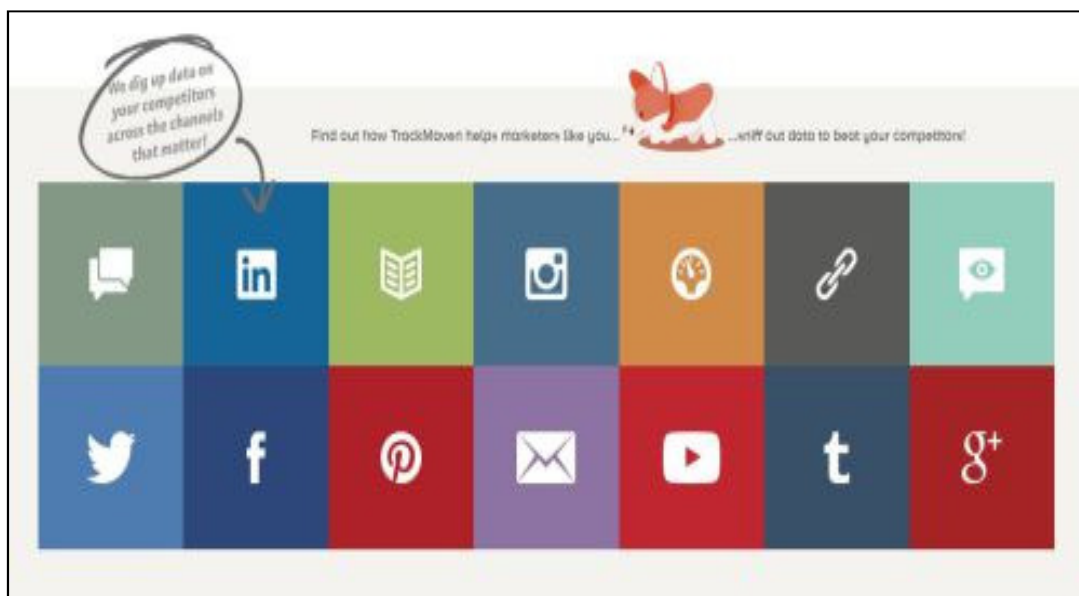 We dig up data on
your competitors
across the channels
that matter!
Find out how TrackMaven helps marketers like you... ...sniff out data to beat your competitors!
in
f
t
g+